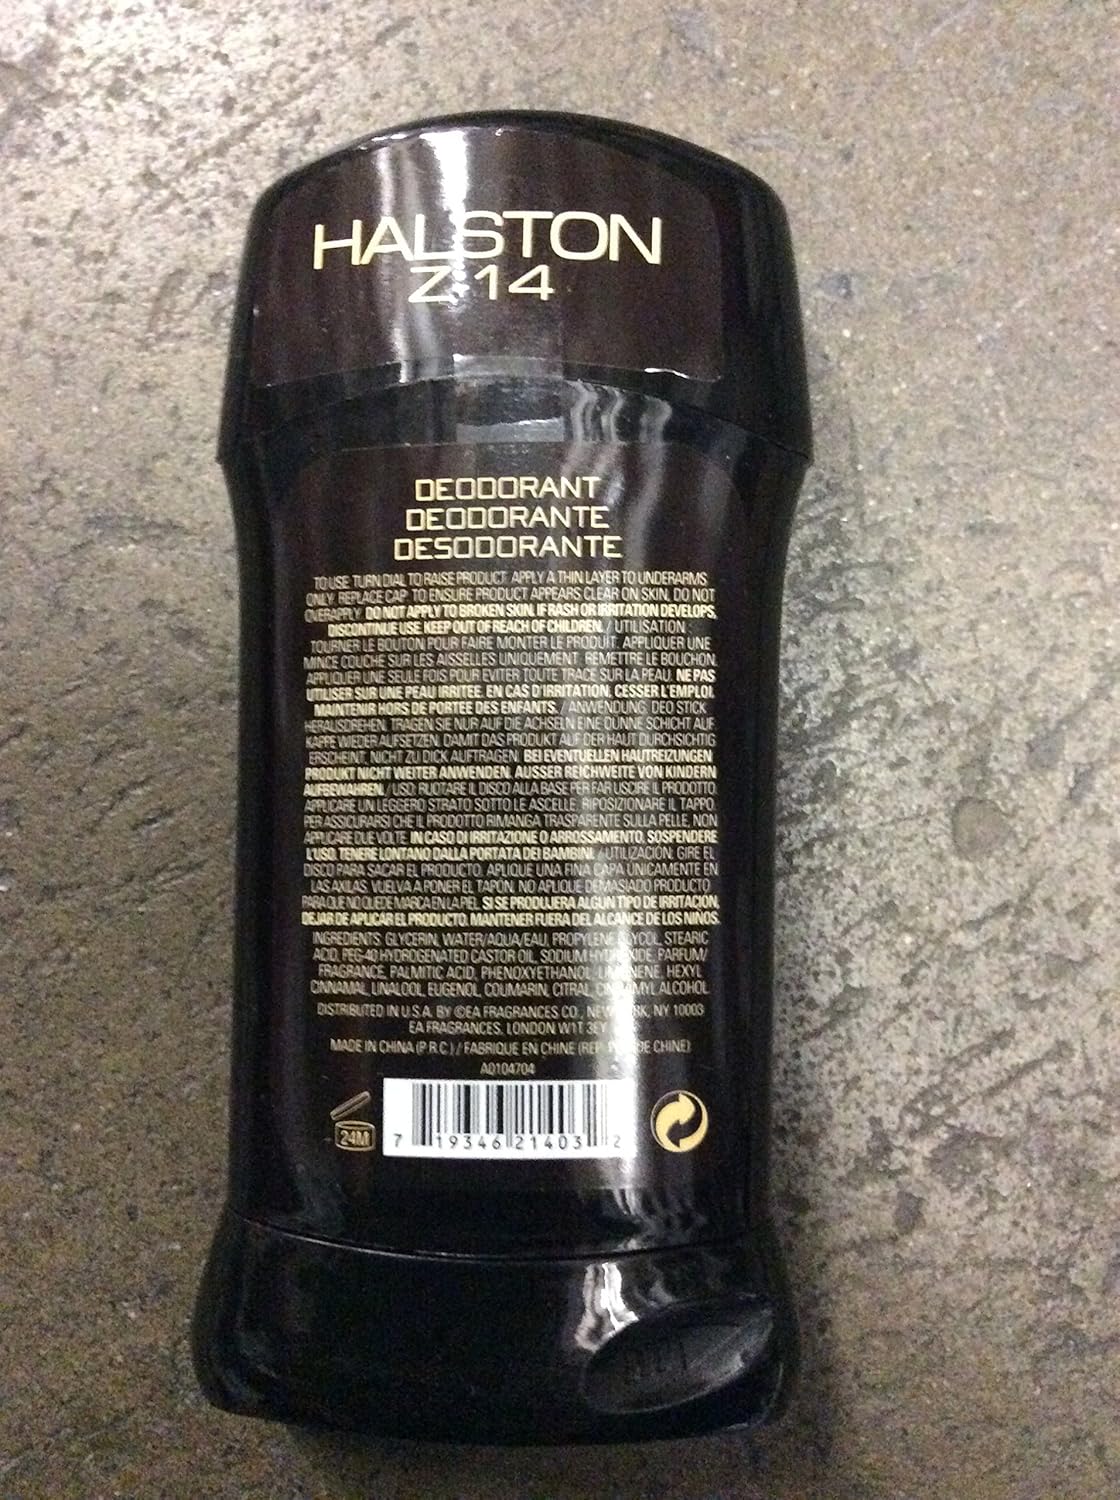 HALSTON
Z-14
DEODORANT
DEODORANTE
DESODORANTE
TO USE: TURN DIAL TO RAISE PRODUCT. APPLY A THIN LAYER TO UNDERARMS
ONLY. REPLACE CAP. TO ENSURE PRODUCT APPEARS CLEAR ON SKIN, DO NOT
OVERAPPLY. DO NOT APPLY TO BROKEN SKIN. IF RASH OR IRRITATION DEVELOPS,
DISCONTINUE USE. KEEP OUT OF REACH OF CHILDREN. / UTILISATION:
TOURNER LE BOUTON POUR FAIRE MONTER LE PRODUIT. APPLIQUER UNE
MINCE COUCHE SUR LES AISSELLES UNIQUEMENT. REMETTRE LE BOUCHON.
APPLIQUER UNE SEULE FOIS POUR EVITER TOUTE TRACE SUR LA PEAU. NE PAS
UTILISER SUR UNE PEAU IRRITEE. EN CAS D'IRRITATION, CESSER L'EMPLOI.
MAINTENIR HORS DE PORTEE DES ENFANTS. / ANWENDUNG: DEO STICK
HERAUSDREHEN. TRAGEN SIE NUR AUF DIE ACHSELN EINE DUNNE SCHICHT AUF.
KAPPE WIEDER AUFSETZEN. DAMIT DAS PRODUKT AUF DER HAUT DURCHSICHTIG
ERSCHEINT, NICHT ZU DICK AUFTRAGEN. BEI EVENTUELLEN HAUTREIZUNGEN
PRODUKT NICHT WEITER ANWENDEN. AUSSER REICHWEITE VON KINDERN
AUFBEWAHREN. / USO: RUOTARE IL DISCO ALLA BASE PER FAR USCIRE IL PRODOTTO.
APPLICARE UN LEGGERO STRATO SOTTO LE ASCELLE. RIPOSIZIONARE IL TAPPO.
PER ASSICURARSI CHE IL PRODOTTO RIMANGA TRASPARENTE SULLA PELLE, NON
APPLICARE DUE VOLTE. IN CASO DI IRRITAZIONE O ARROSSAMENTO, SOSPENDERE
L'USO. TENERE LONTANO DALLA PORTATA DEI BAMBINI. / UTILIZACIÓN: GIRE EL
DISCO PARA SACAR EL PRODUCTO. APLIQUE UNA FINA CAPA ÚNICAMENTE EN
LAS AXILAS. VUELVA A PONER EL TAPÓN. NO APLIQUE DEMASIADO PRODUCTO
PARA QUE NO QUEDE MARCA EN LA PIEL. SI SE PRODUJERA ALGÚN TIPO DE IRRITACIÓN,
DEJAR DE APLICAR EL PRODUCTO. MANTENER FUERA DEL ALCANCE DE LOS NIÑOS.
INGREDIENTS: GLYCERIN, WATER/AQUA/EAU, PROPYLENE GLYCOL, STEARIC
ACID, PEG-40 HYDROGENATED CASTOR OIL, SODIUM HYDROXIDE, PARFUM/
FRAGRANCE, PALMITIC ACID, PHENOXYETHANOL, LIMONENE, HEXYL
CINNAMAL, LINALOOL, EUGENOL, COUMARIN, CITRAL, CINNAMYL ALCOHOL.
DISTRIBUTED IN U.S.A. BY ©EA FRAGRANCES CO., NEW YORK, NY 10003
EA FRAGRANCES, LONDON W1T 3EY
MADE IN CHINA (P.R.C.) / FABRIQUE EN CHINE (REP. DE CHINE)
A0104704
24M
7 19346 21403 2